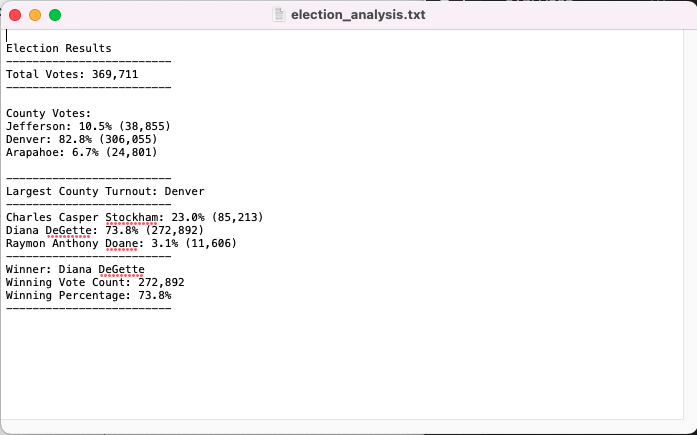 election_analysis.txt
Election Results
-------------------------
Total Votes: 369,711
-------------------------
County Votes:
Jefferson: 10.5% (38,855)
Denver: 82.8% (306,055)
Arapahoe: 6.7% (24,801)
-------------------------
Largest County Turnout: Denver
-------------------------
Charles Casper Stockham: 23.0% (85,213)
Diana DeGette: 73.8% (272,892)
Raymon Anthony Doane: 3.1% (11,606)
-------------------------
Winner: Diana DeGette
Winning Vote Count: 272,892
Winning Percentage: 73.8%
-------------------------